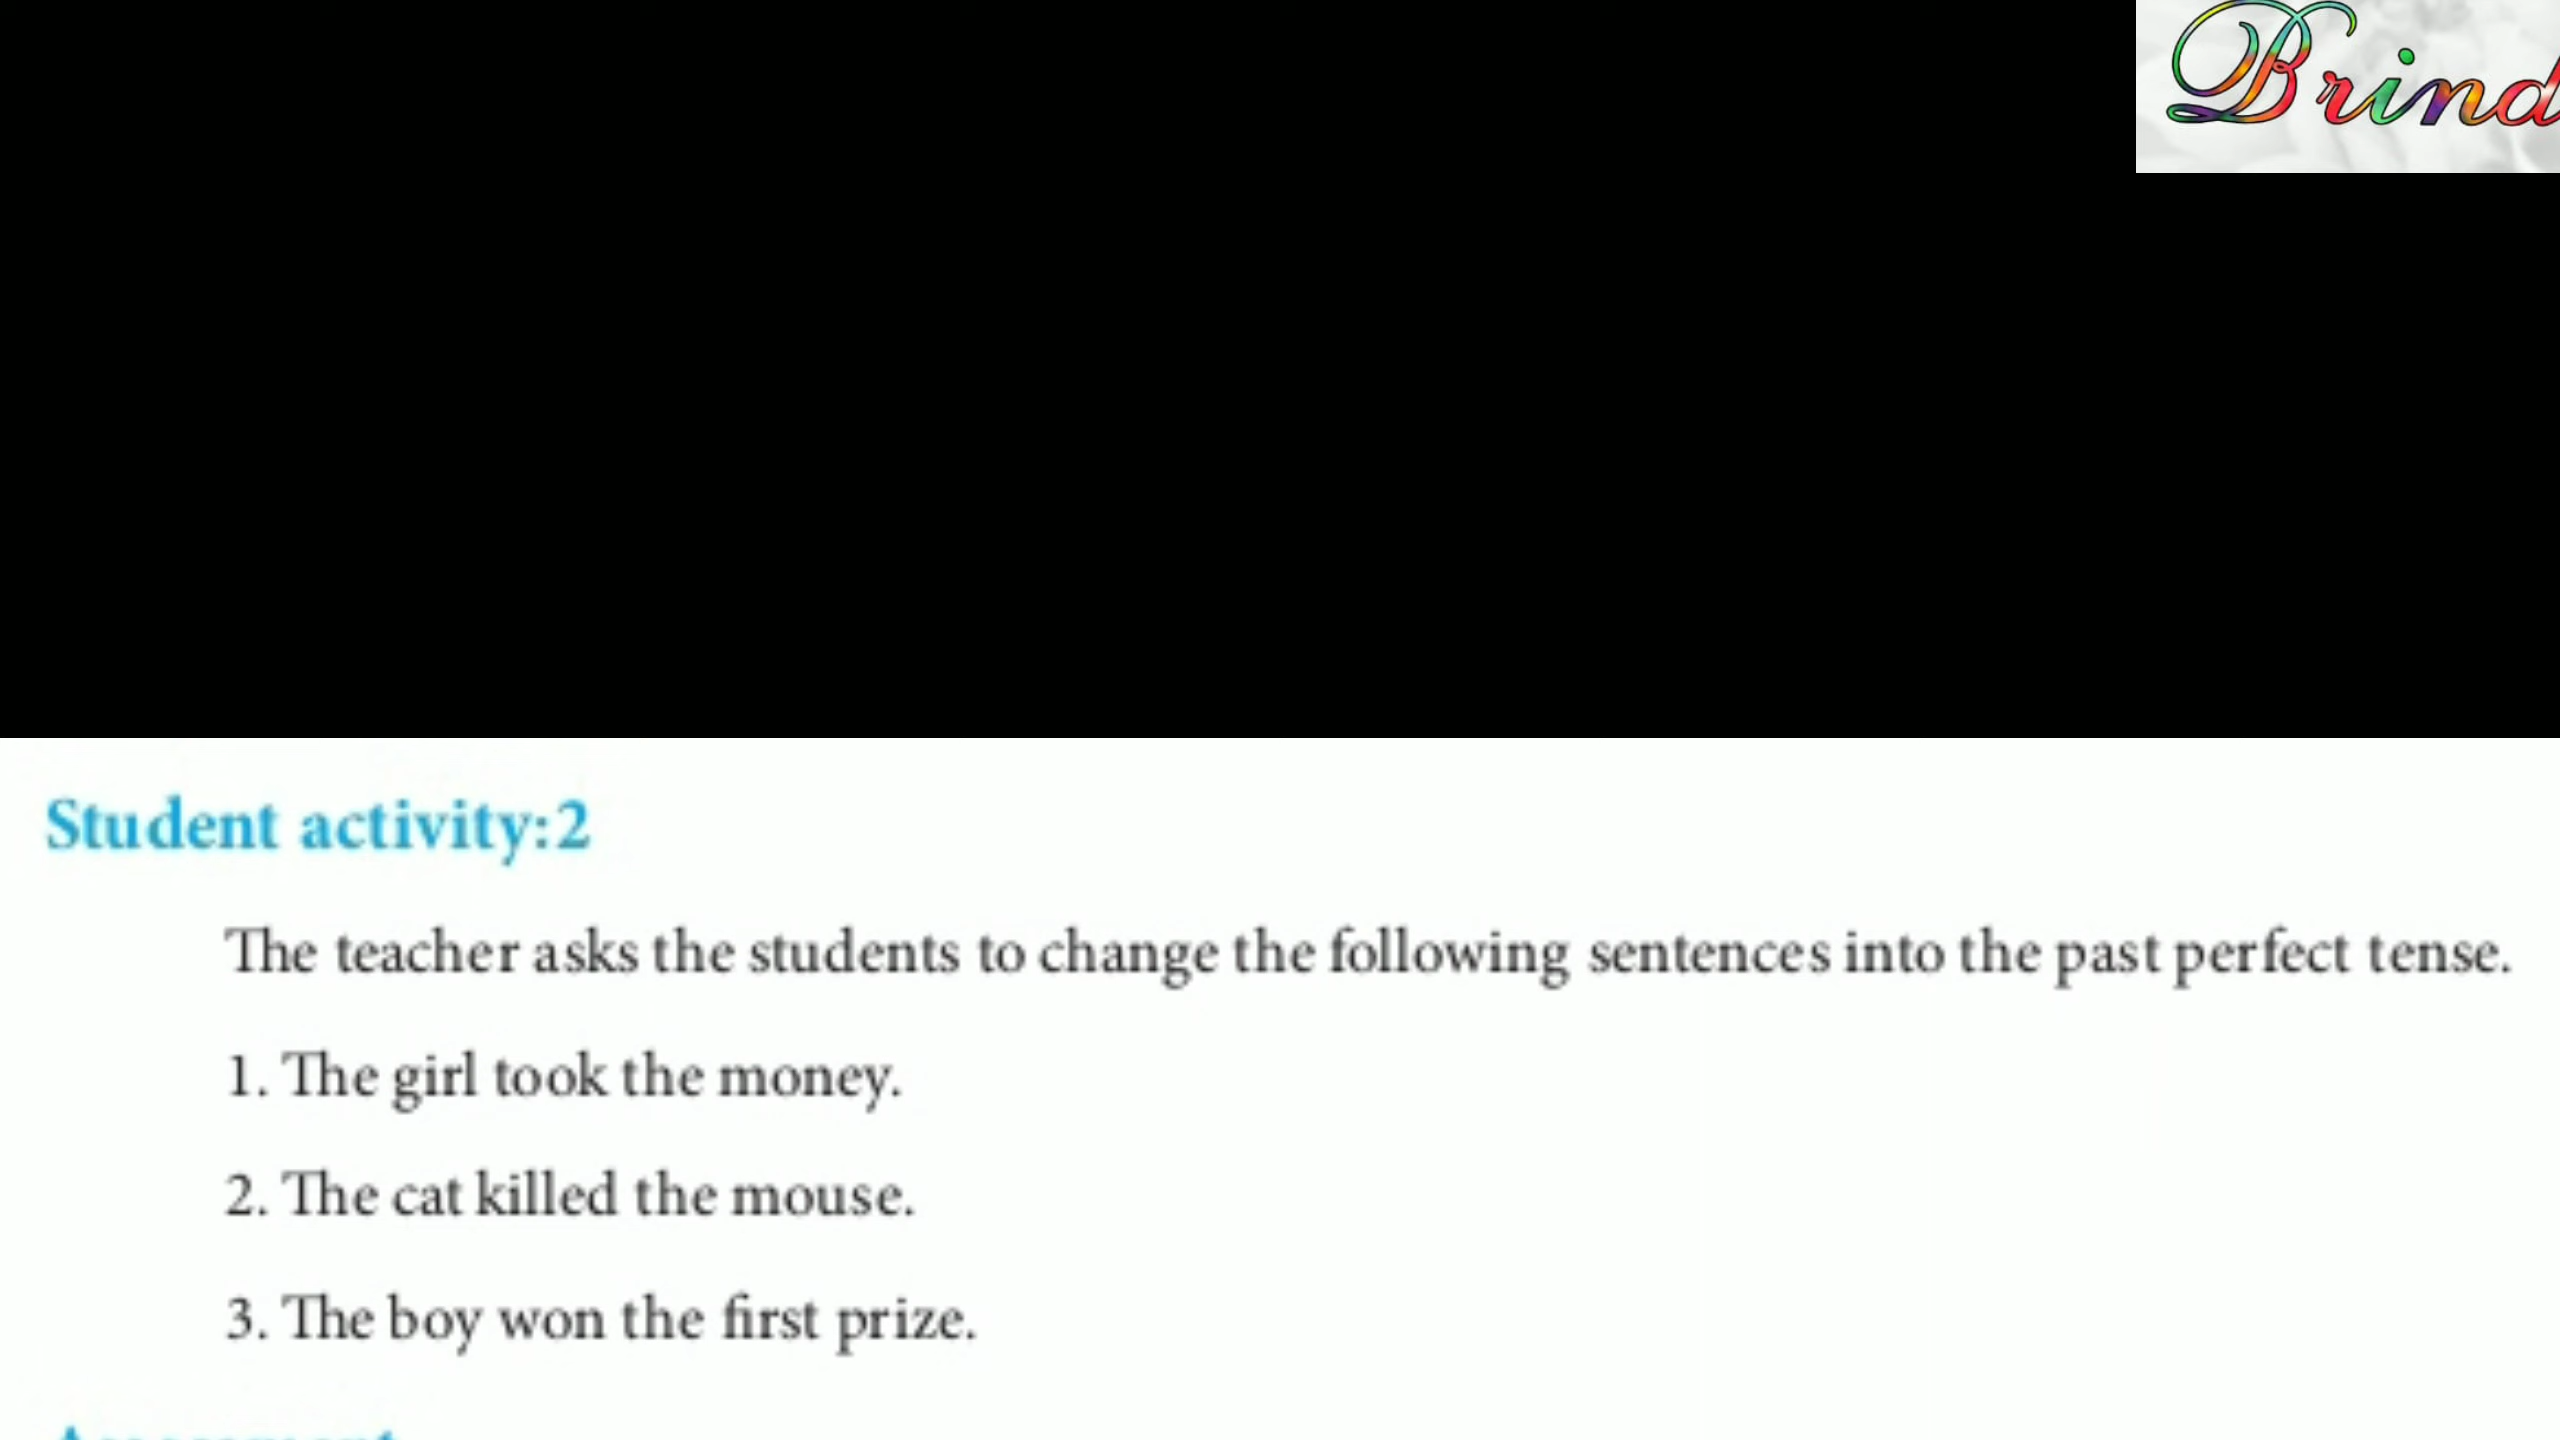 Brind
Student activity:2
The teacher asks the students to change the following sentences into the past perfect tense.
1. The girl took the money.
2. The cat killed the mouse.
3. The boy won the first prize.